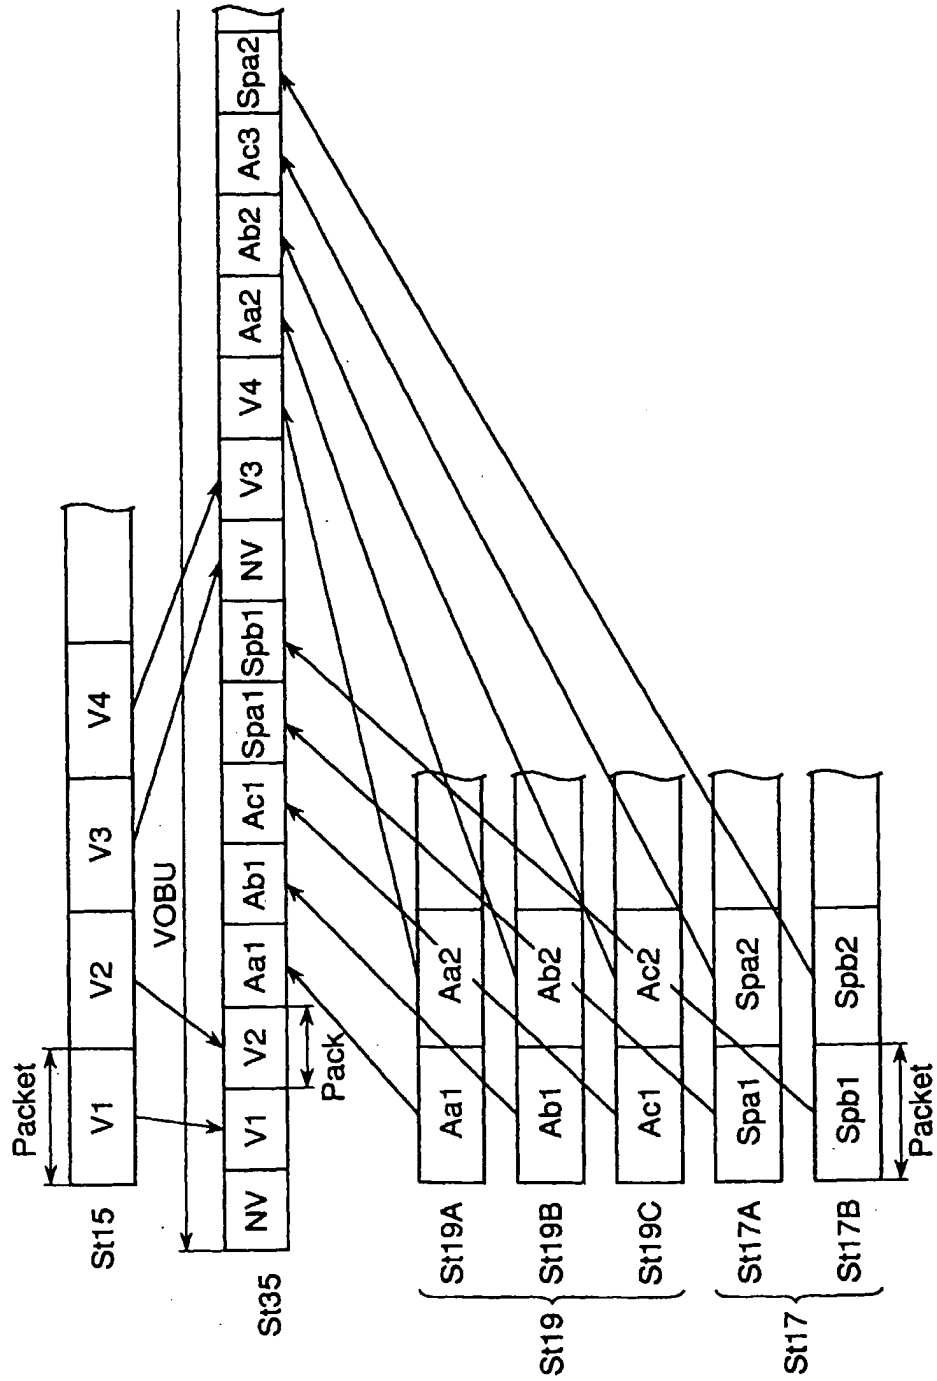 Packet
St15
V1
V2
V3
V4
VOBU
St35
NV
V1
V2
Aa1
Ab1
Ac1
Spa1
Spb1
NV
V3
V4
Aa2
Ab2
Ac3
Spa2
Pack
St19
St19A
Aa1
Aa2
St19B
Ab1
Ab2
St19C
Ac1
Ac2
St17
St17A
Spa1
Spa2
St17B
Spb1
Spb2
Packet